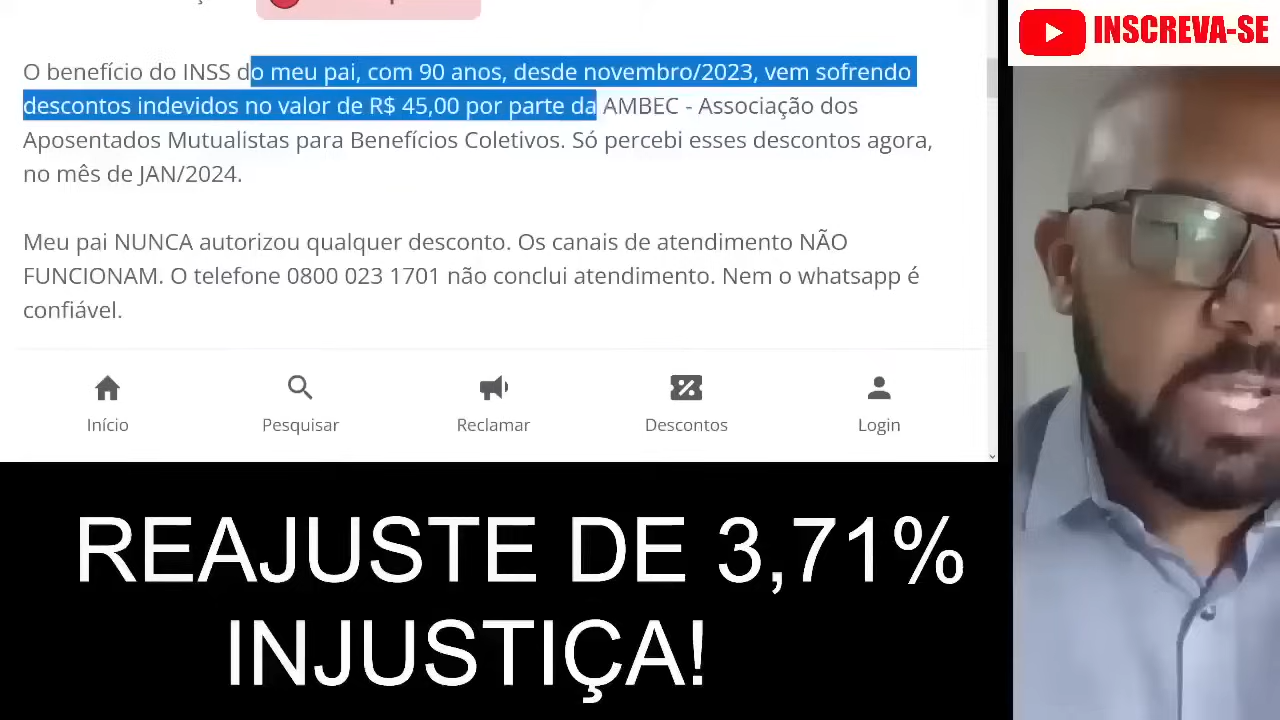 INSCREVA-SE
O benefício do INSS do meu pai, com 90 anos, desde novembro/2023, vem sofrendo
descontos indevidos no valor de R$ 45,00 por parte da AMBEC - Associação dos
Aposentados Mutualistas para Benefícios Coletivos. Só percebi esses descontos agora,
no mês de JAN/2024.
Meu pai NUNCA autorizou qualquer desconto. Os canais de atendimento NÃO
FUNCIONAM. O telefone 0800 023 1701 não conclui atendimento. Nem o whatsapp é
confiável.
Início
Pesquisar
Reclamar
Descontos
Login
REAJUSTE DE 3,71%
INJUSTIÇA!